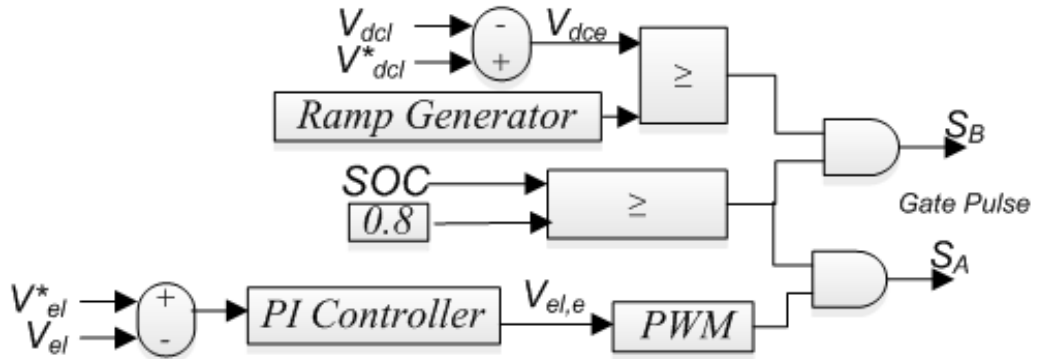 V_dcl
-
V_dce
V*_dcl
+
≥
Ramp Generator
S_B
SOC
≥
0.8
Gate Pulse
S_A
V*_el
+
PI Controller
V_el,e
PWM
V_el
-